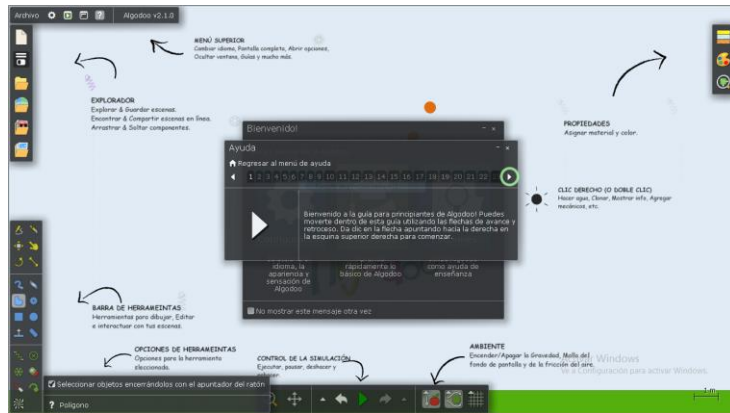 Archivo
Algodoo v2.1.0
MENÚ SUPERIOR
Cambiar idioma, Pantalla completa, Abrir opciones,
Ocultar ventana, Guías y mucho más.
EXPLORADOR
Explorar & Guardar escenas.
Encontrar & Compartir escenas en línea.
Arrastrar & Soltar componentes.
PROPIEDADES
Asignar material y color.
Bienvenido!
Ayuda
Regresar al menú de ayuda
1 2 3 4 5 6 7 8 9 10 11 12 13 14 15 16 17 18 19 20 21 22
Bienvenido a la guía para principiantes de Algodoo! Puedes
moverte dentro de esta guía utilizando las flechas de avance y
retroceso. Da clic en la flecha apuntando hacia la derecha en
la esquina superior derecha para comenzar.
CLIC DERECHO (O DOBLE CLIC)
Hacer agua, Clonar, Mostrar info, Agregar
mecánicas, etc.
idioma, la
apariencia y
sensación de
Algodoo
rápidamente lo
básico de Algodoo
como ayuda de
enseñanza
No mostrar este mensaje otra vez
BARRA DE HERRAMEINTAS
Herramientas para dibujar, Editar
e interactuar con tus escenas.
OPCIONES DE HERRAMIENTAS
Opciones para la herramienta
sleccionada.
CONTROL DE LA SIMULACIÓN
Ejecutar, pausar, deshacer y
AMBIENTE
Encender/Apagar la Gravedad, Malla del
fondo de pantalla y de la fricción del aire.
Windows
Ve a Configuración para activar Windows.
Seleccionar objetos encerrándolos con el apuntador del ratón
? Polígono
1 m